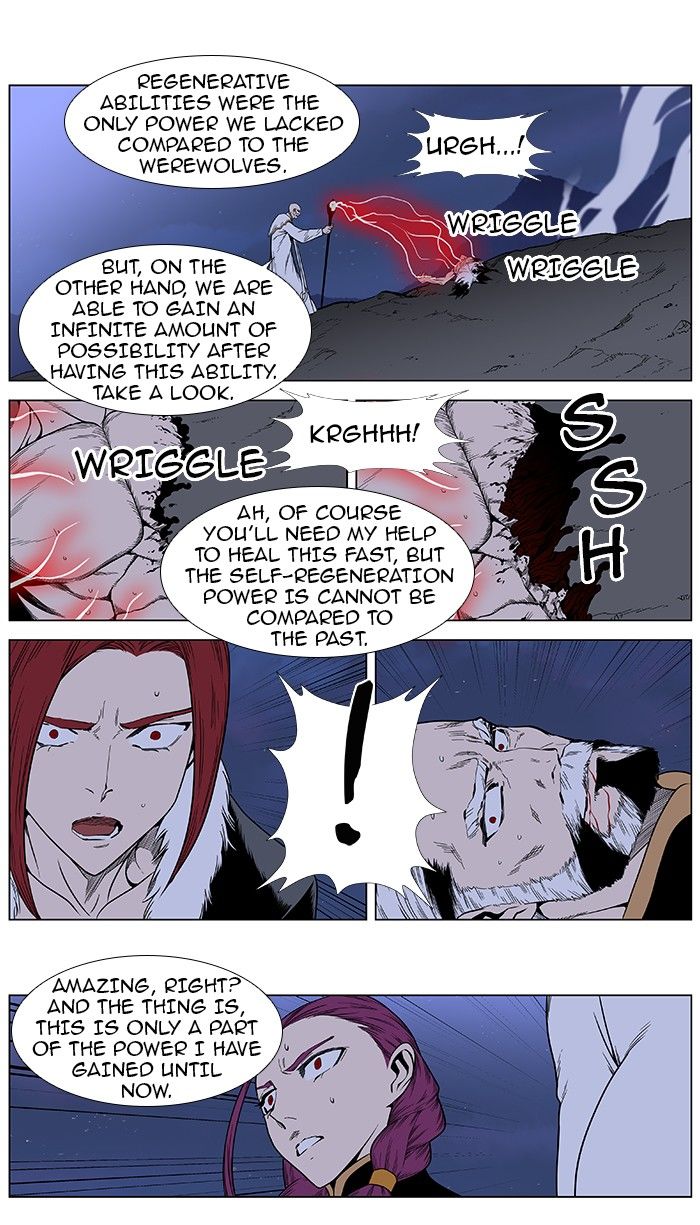 REGENERATIVE
ABILITIES WERE THE
ONLY POWER WE LACKED
COMPARED TO THE
WEREWOLVES.
URGH...!
WRIGGLE
WRIGGLE
BUT, ON THE
OTHER HAND, WE ARE
ABLE TO GAIN AN
INFINITE AMOUNT OF
POSSIBILITY AFTER
HAVING THIS ABILITY.
TAKE A LOOK.
WRIGGLE
KRGHHH!
SSH
AH, OF COURSE
YOU'LL NEED MY HELP
TO HEAL THIS FAST, BUT
THE SELF-REGENERATION
POWER IS CANNOT BE
COMPARED TO
THE PAST.
!
AMAZING, RIGHT?
AND THE THING IS,
THIS IS ONLY A PART
OF THE POWER I HAVE
GAINED UNTIL
NOW.